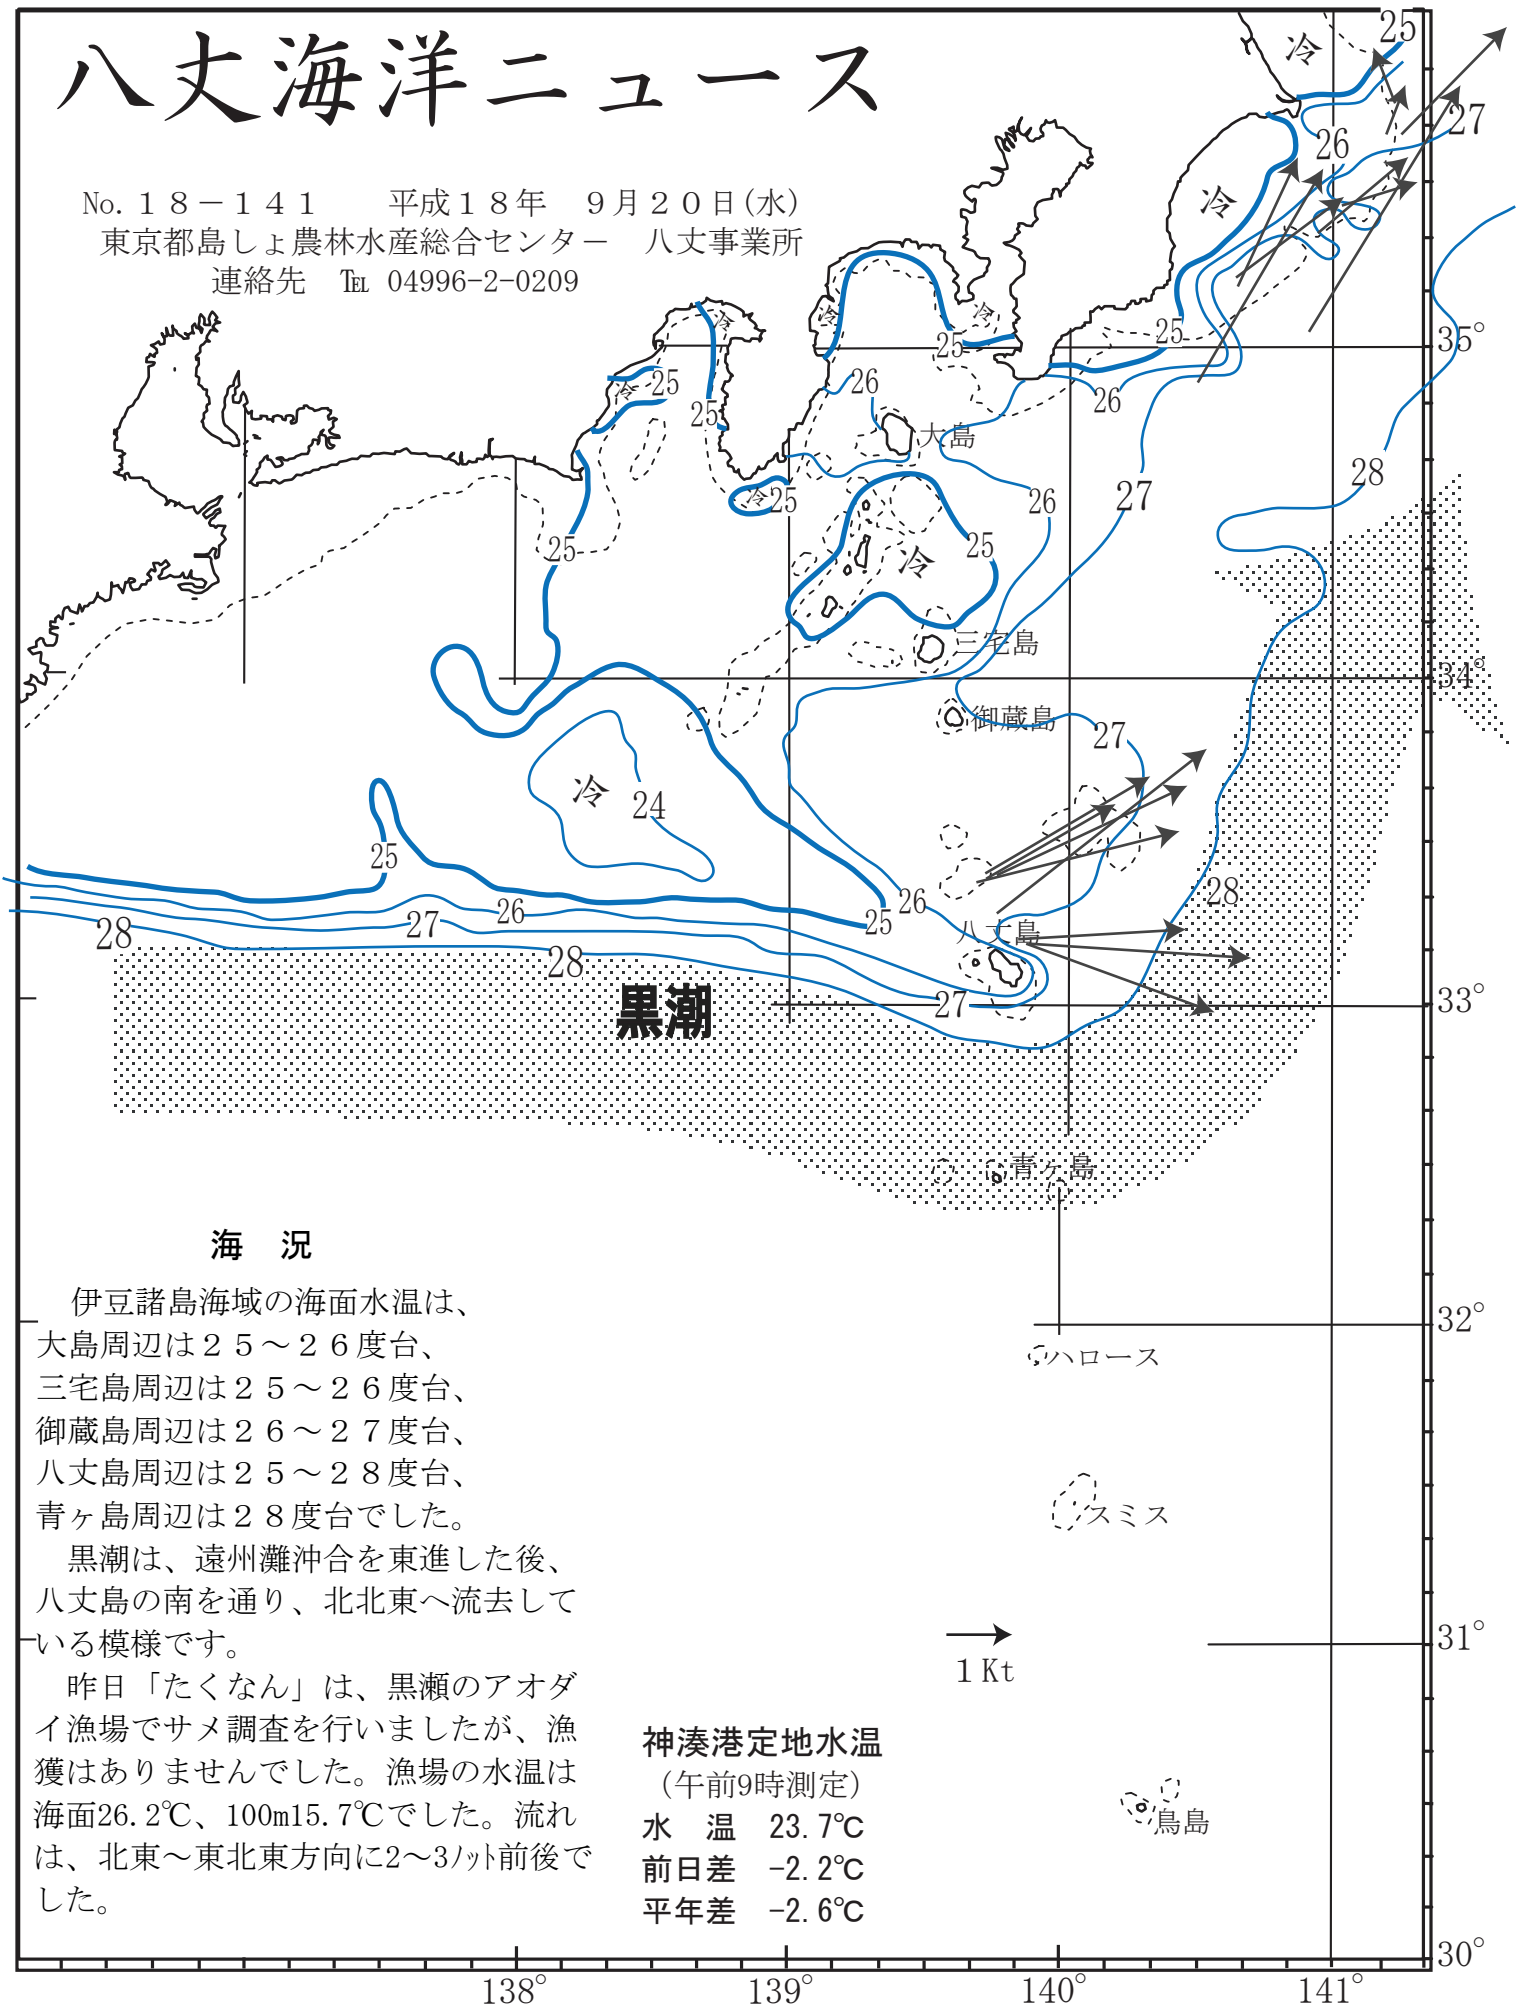 八丈海洋ニュース
No.１８－１４１　平成１８年　９月２０日(水)
東京都島しょ農林水産総合センタ－　八丈事業所
連絡先　℡ 04996-2-0209
冷
25
27
26
冷
冷
冷
冷
25
25
35°
冷
25
26
26
25
大島
28
冷
25
26
27
25
冷
25
三宅島
34°
御蔵島
27
冷
24
25
26
28
26
27
25
28
八丈島
28
黒潮
27
33°
青ヶ島
海　況
伊豆諸島海域の海面水温は、
大島周辺は２５～２６度台、
三宅島周辺は２５～２６度台、
御蔵島周辺は２６～２７度台、
八丈島周辺は２５～２８度台、
青ヶ島周辺は２８度台でした。
黒潮は、遠州灘沖合を東進した後、
八丈島の南を通り、北北東へ流去して
いる模様です。
昨日「たくなん」は、黒瀬のアオダ
イ漁場でサメ調査を行いましたが、漁
獲はありませんでした。漁場の水温は
海面26.2℃、100m15.7℃でした。流れ
は、北東～東北東方向に2～3ﾉｯﾄ前後で
した。
32°
ハロース
スミス
31°
１Kt
神湊港定地水温
（午前9時測定）
水　温　23.7℃
前日差　-2.2℃
平年差　-2.6℃
鳥島
30°
138°
139°
140°
141°